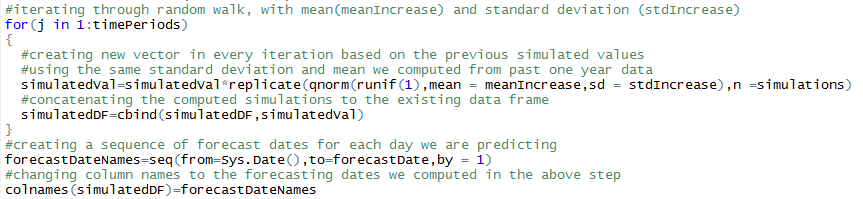 #iterating through random walk, with mean(meanIncrease) and standard deviation (stdIncrease)
for(j in 1:timePeriods)
{
  #creating new vector in every iteration based on the previous simulated values
  #using the same standard deviation and mean we computed from past one year data
  simulatedVal=simulatedVal*replicate(qnorm(runif(1),mean = meanIncrease,sd = stdIncrease),n =simulations)
  #concatenating the computed simulations to the existing data frame
  simulatedDF=cbind(simulatedDF,simulatedVal)
}
#creating a sequence of forecast dates for each day we are predicting
forecastDateNames=seq(from=Sys.Date(),to=forecastDate,by = 1)
#changing column names to the forecasting dates we computed in the above step
colnames(simulatedDF)=forecastDateNames